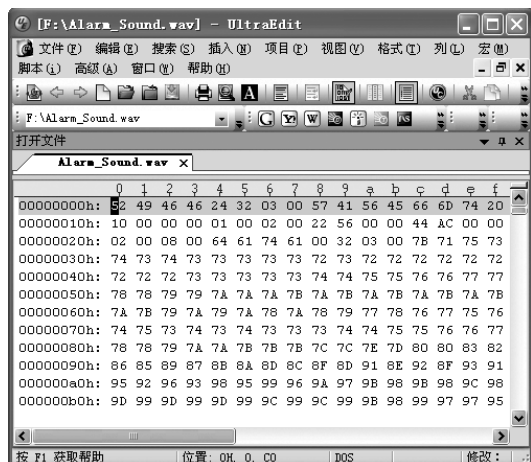 [F:\Alarm_Sound.wav] - UltraEdit
文件(F) 编辑(E) 搜索(S) 插入(N) 项目(P) 视图(V) 格式(T) 列(L) 宏(M)
脚本(i) 高级(A) 窗口(W) 帮助(H)
F:\Alarm_Sound.wav
打开文件
Alarm_Sound.wav x
0 1 2 3 4 5 6 7 8 9 a b c d e f
00000000h: 52 49 46 46 24 32 03 00 57 41 56 45 66 6D 74 20
00000010h: 10 00 00 00 01 00 02 00 22 56 00 00 44 AC 00 00
00000020h: 02 00 08 00 64 61 74 61 00 32 03 00 7B 71 75 73
00000030h: 74 73 74 73 73 73 73 73 72 73 72 72 72 72 72 72
00000040h: 72 72 72 73 73 73 73 73 74 74 75 75 76 76 77 77
00000050h: 78 78 79 79 7A 7A 7A 7B 7A 7B 7A 7B 7A 7B 7A 7B
00000060h: 7A 7B 79 7A 79 7A 78 7A 78 79 77 78 76 77 75 76
00000070h: 74 75 73 74 73 74 73 73 73 74 74 75 75 76 76 77
00000080h: 78 78 79 7A 7A 7B 7B 7B 7C 7C 7E 7D 80 80 83 82
00000090h: 86 85 89 87 8B 8A 8D 8C 8F 8D 91 8E 92 8F 93 91
000000a0h: 95 92 96 93 98 95 99 96 9A 97 9B 98 9B 98 9C 98
000000b0h: 9D 99 9D 99 9D 99 9C 99 9C 99 9B 98 99 97 97 95
按 F1 获取帮助 位置: 0H, 0, C0 DOS 修改: